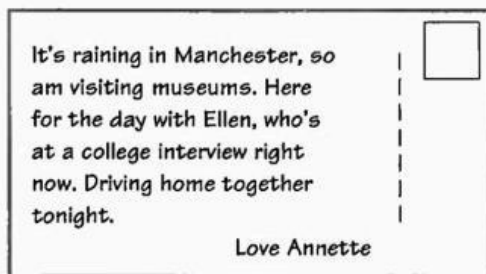 It's raining in Manchester, so
am visiting museums. Here
for the day with Ellen, who's
at a college interview right
now. Driving home together
tonight.
Love Annette